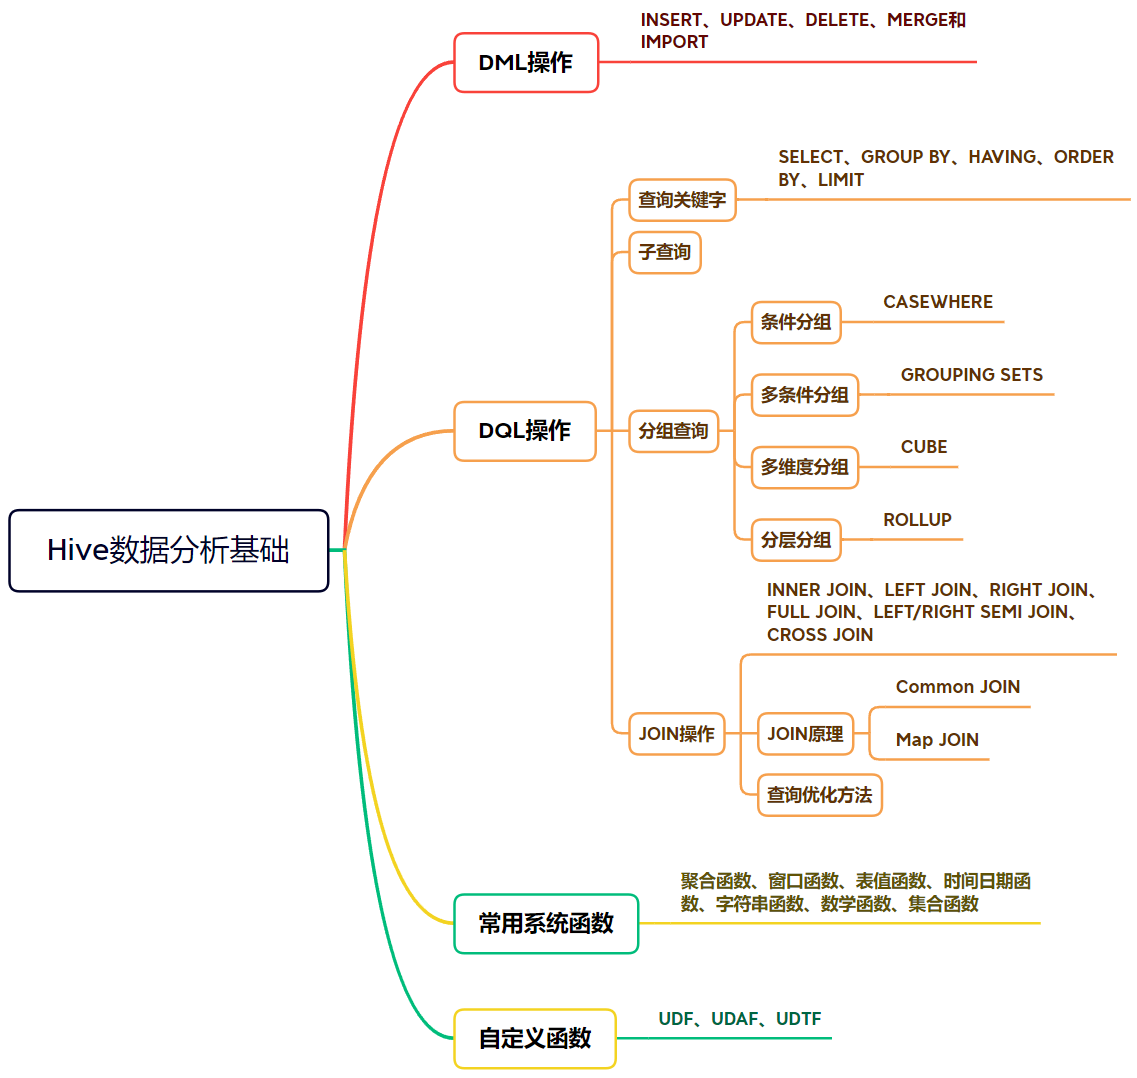 INSERT、UPDATE、DELETE、MERGE和
IMPORT
DML操作
SELECT、GROUP BY、HAVING、ORDER
BY、LIMIT
查询关键字
子查询
CASEWHERE
条件分组
GROUPING SETS
多条件分组
DQL操作
分组查询
CUBE
多维度分组
ROLLUP
分层分组
Hive数据分析基础
INNER JOIN、LEFT JOIN、RIGHT JOIN、
FULL JOIN、LEFT/RIGHT SEMI JOIN、
CROSS JOIN
Common JOIN
JOIN操作
JOIN原理
Map JOIN
查询优化方法
聚合函数、窗口函数、表值函数、时间日期函
数、字符串函数、数学函数、集合函数
常用系统函数
UDF、UDAF、UDTF
自定义函数